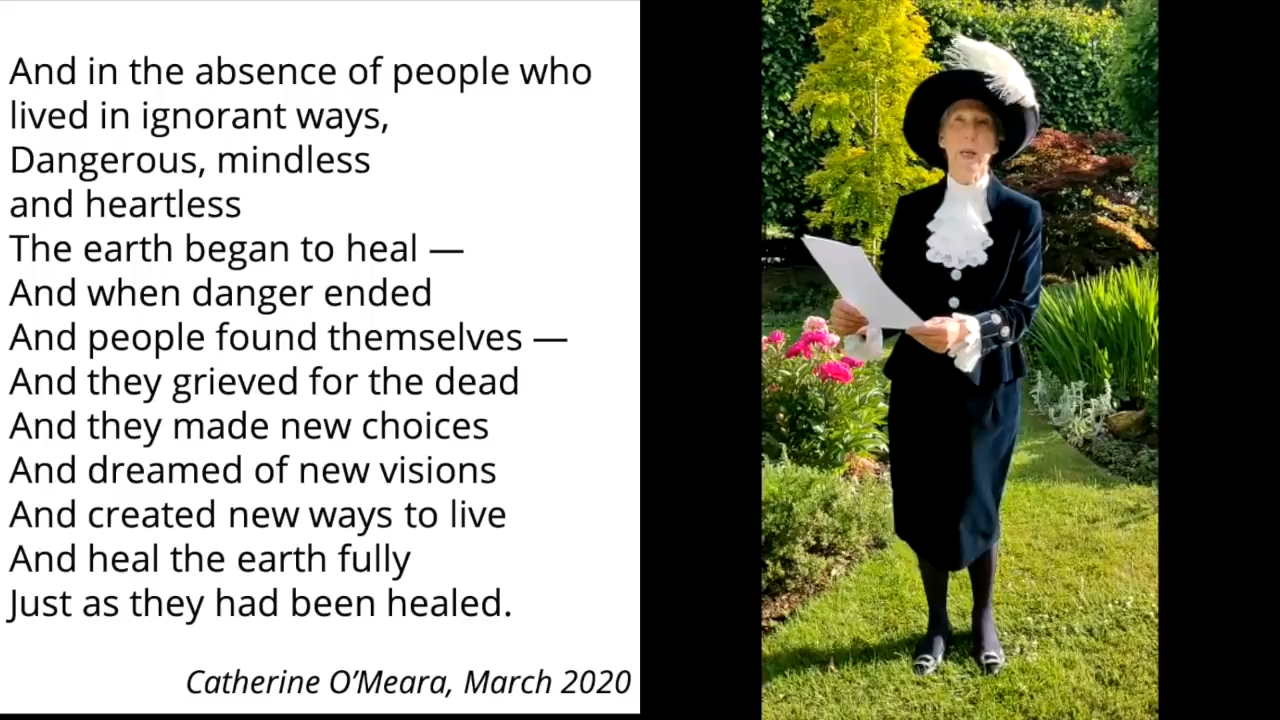 And in the absence of people who
lived in ignorant ways,
Dangerous, mindless
and heartless
The earth began to heal —
And when danger ended
And people found themselves —
And they grieved for the dead
And they made new choices
And dreamed of new visions
And created new ways to live
And heal the earth fully
Just as they had been healed.
Catherine O’Meara, March 2020